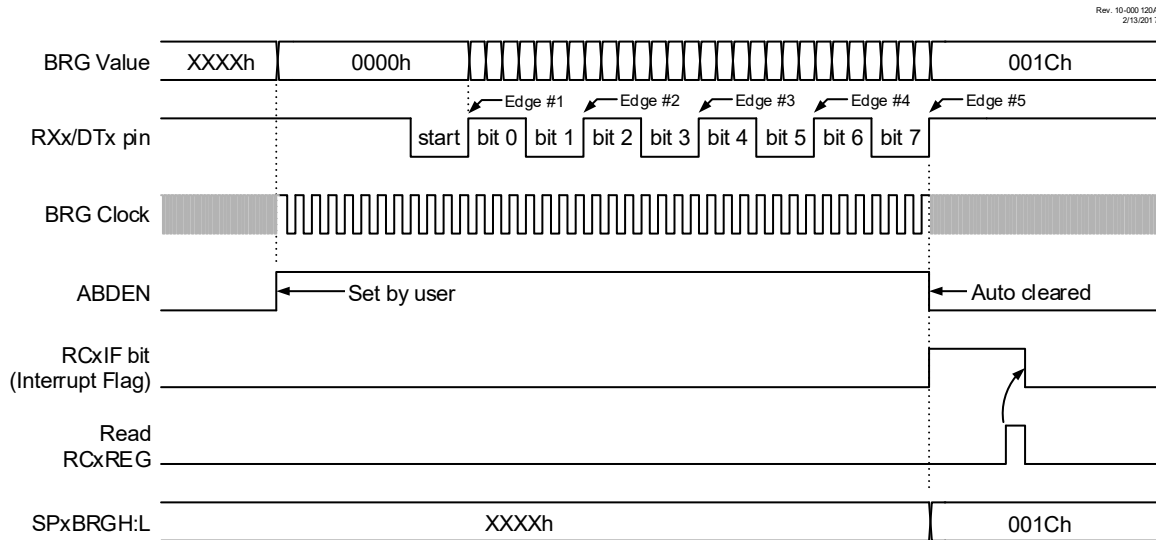 Rev. 10-000120A
2/13/2017
BRG Value XXXXh 0000h 001Ch
Edge #1 Edge #2 Edge #3 Edge #4 Edge #5
RXx/DTx pin start bit 0 bit 1 bit 2 bit 3 bit 4 bit 5 bit 6 bit 7
BRG Clock
ABDEN Set by user Auto cleared
RCxIF bit
(Interrupt Flag)
Read
RCxREG
SPxBRGH:L XXXXh 001Ch